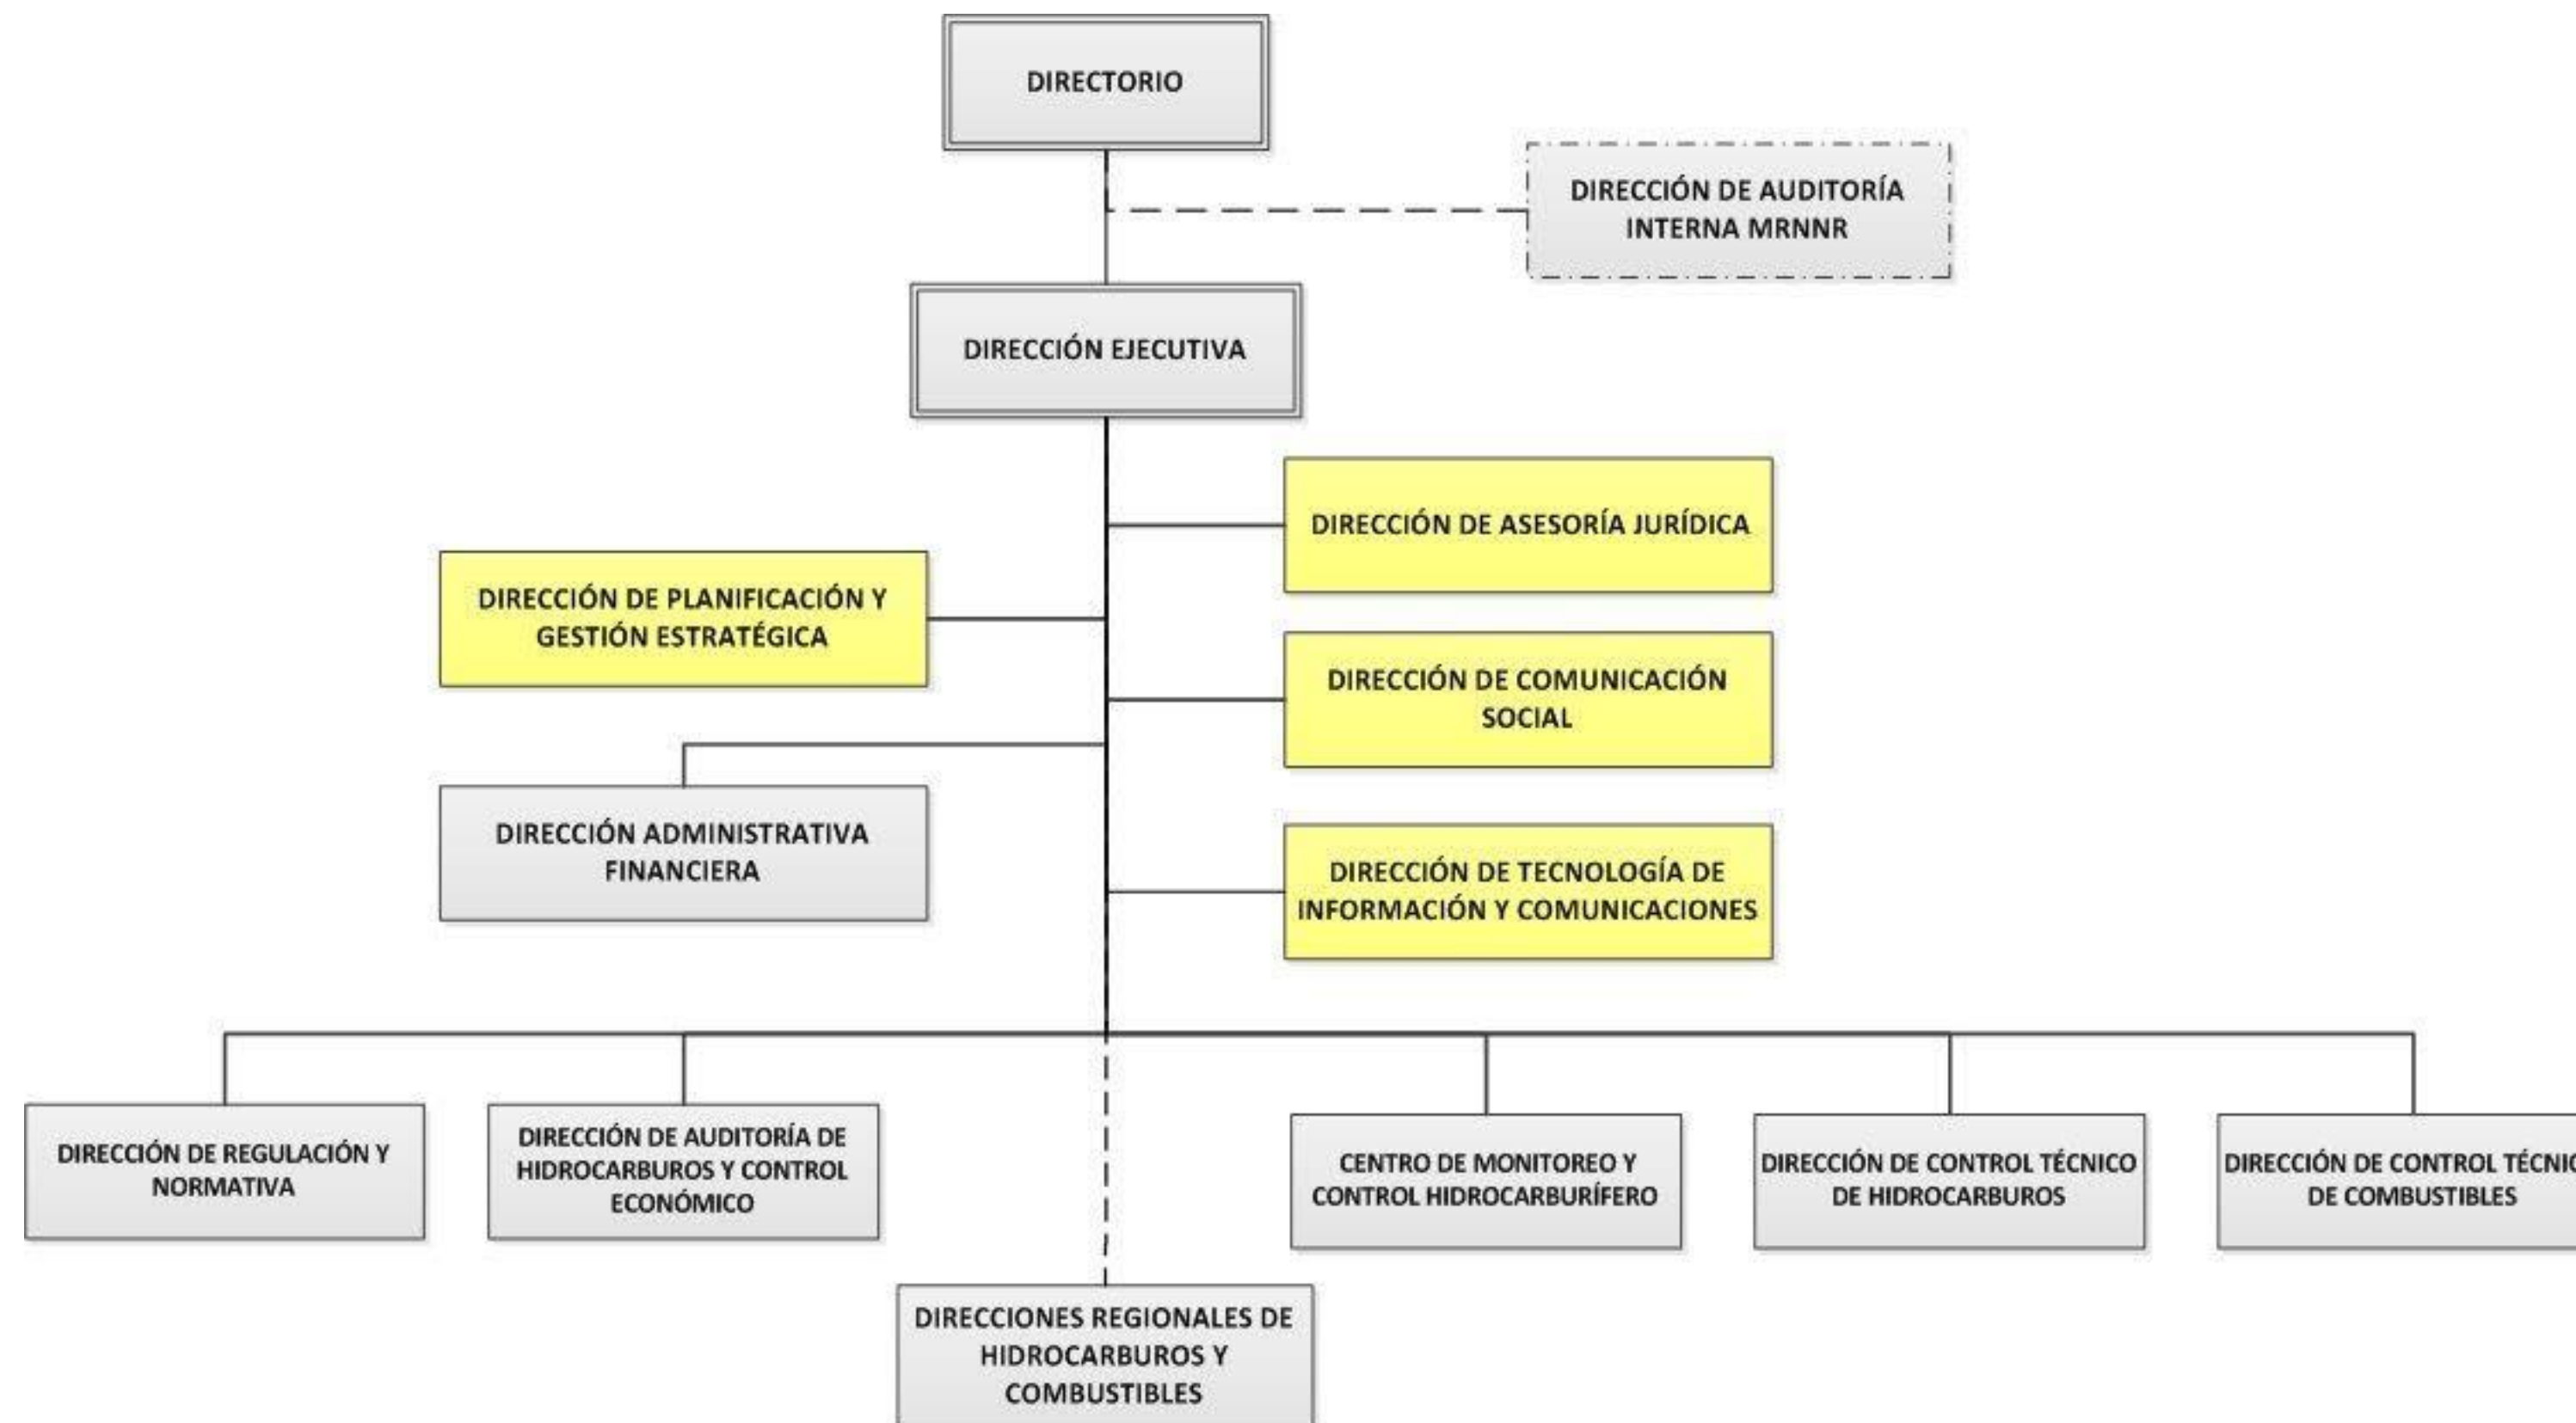 DIRECTORIO
DIRECCIÓN DE AUDITORÍA
INTERNA MRNNR
DIRECCIÓN EJECUTIVA
DIRECCIÓN DE ASESORÍA JURÍDICA
DIRECCIÓN DE PLANIFICACIÓN Y
GESTIÓN ESTRATÉGICA
DIRECCIÓN DE COMUNICACIÓN
SOCIAL
DIRECCIÓN ADMINISTRATIVA
FINANCIERA
DIRECCIÓN DE TECNOLOGÍA DE
INFORMACIÓN Y COMUNICACIONES
DIRECCIÓN DE REGULACIÓN Y
NORMATIVA
DIRECCIÓN DE AUDITORÍA DE
HIDROCARBUROS Y CONTROL
ECONÓMICO
CENTRO DE MONITOREO Y
CONTROL HIDROCARBURÍFERO
DIRECCIÓN DE CONTROL TÉCNICO
DE HIDROCARBUROS
DIRECCIÓN DE CONTROL
DE COMBUSTIBLES
DIRECCIONES REGIONALES DE
HIDROCARBUROS Y
COMBUSTIBLES